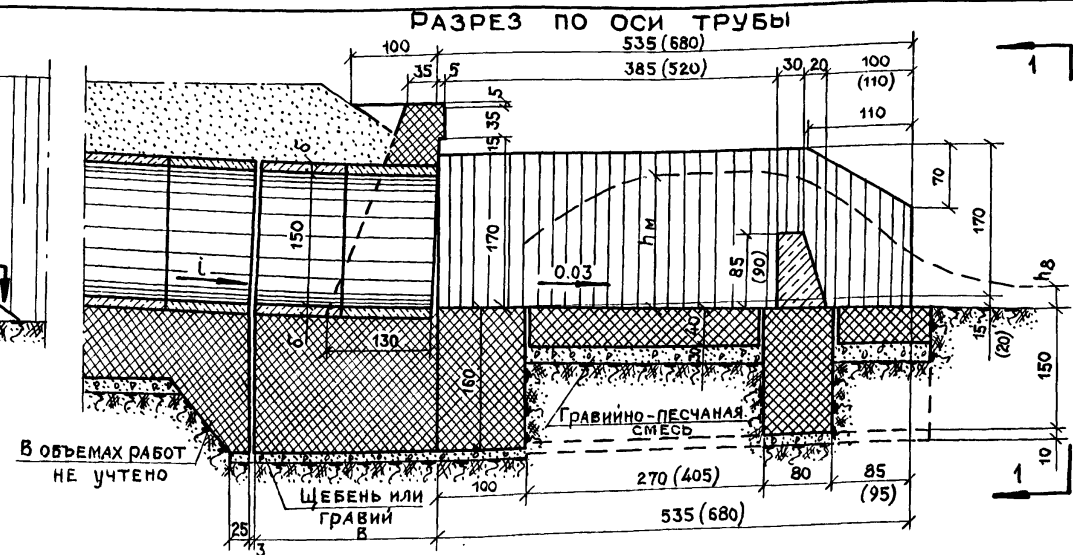 РАЗРЕЗ ПО ОСИ ТРУБЫ
100
535 (680)
35
5
385 (520)
30
20
100
(110)
1
110
5
35
15
δ
70
170
150
170
hм
85
(90)
hв
i
0.03
15
(20)
δ
130
40
160
150
ГРАВИЙНО-ПЕСЧАНАЯ
СМЕСЬ
В ОБЪЕМАХ РАБОТ
НЕ УЧТЕНО
10
ЩЕБЕНЬ ИЛИ
ГРАВИЙ
100
270 (405)
80
85
(95)
1
25
3
В
535 (680)